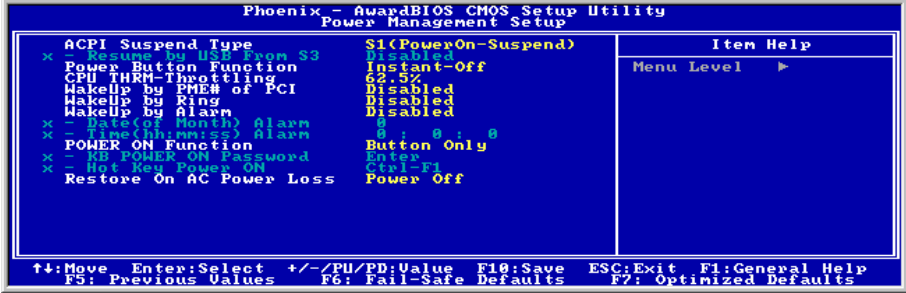 Phoenix - AwardBIOS CMOS Setup Utility
Power Management Setup
ACPI Suspend Type S1(PowerOn-Suspend)
x - Resume by USB From S3 Disabled
Power Button Function Instant-Off
CPU THRM-Throttling 62.5%
WakeUp by PME# of PCI Disabled
WakeUp by Ring Disabled
WakeUp by Alarm Disabled
x - Date(of Month) Alarm 0
x - Time(hh:mm:ss) Alarm 0 : 0 : 0
POWER ON Function Button Only
x - KB POWER ON Password Enter
x - Hot Key Power ON Ctrl-F1
Restore On AC Power Loss Power Off
Item Help
Menu Level ►
↑↓:Move Enter:Select +/-/PU/PD:Value F10:Save ESC:Exit F1:General Help
F5: Previous Values F6: Fail-Safe Defaults F7: Optimized Defaults